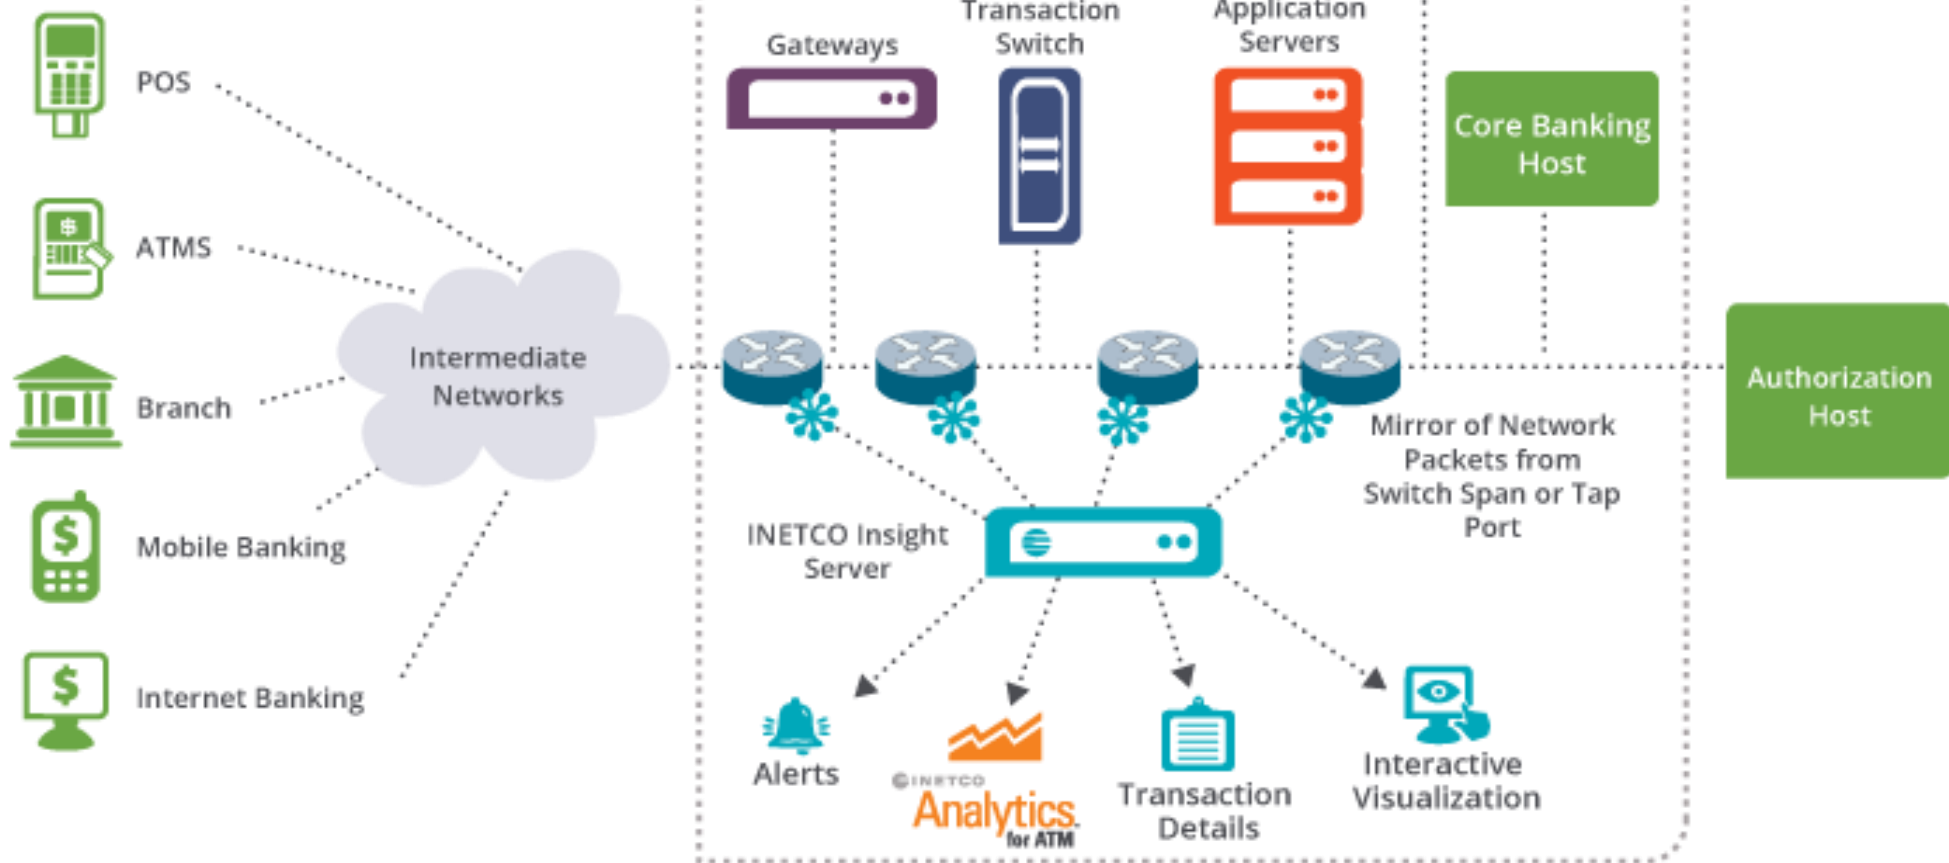 POS
ATMS
Branch
Mobile Banking
Internet Banking
Intermediate
Networks
Gateways
Transaction
Switch
Application
Servers
Core Banking
Host
Authorization
Host
Mirror of Network
Packets from
Switch Span or Tap
Port
INETCO Insight
Server
Alerts
INETCO
Analytics
for ATM
Transaction
Details
Interactive
Visualization